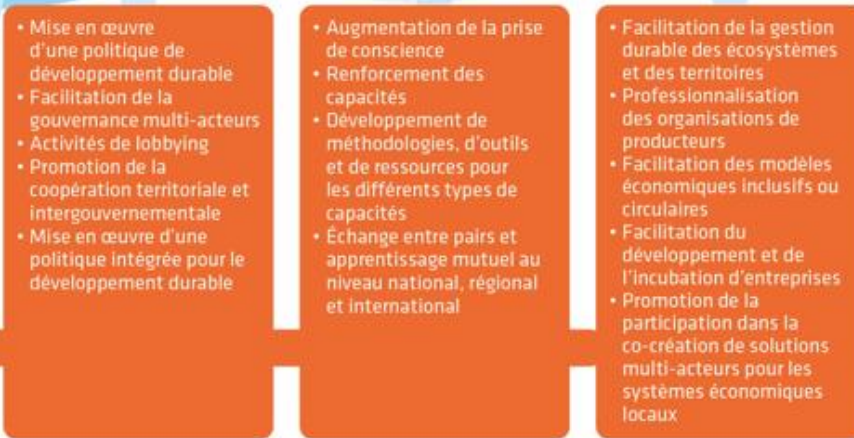 • Mise en œuvre
d'une politique de
développement durable
• Facilitation de la
gouvernance multi-acteurs
• Activités de lobbying
• Promotion de la
coopération territoriale et
intergouvernementale
• Mise en œuvre d'une
politique intégrée pour le
développement durable
• Augmentation de la prise
de conscience
• Renforcement des
capacités
• Développement de
méthodologies, d'outils
et de ressources pour
les différents types de
capacités
• Échange entre pairs et
apprentissage mutuel au
niveau national, régional
et international
• Facilitation de la gestion
durable des écosystèmes
et des territoires
• Professionnalisation
des organisations de
producteurs
• Facilitation des modèles
économiques inclusifs ou
circulaires
• Facilitation du
développement et de
l'incubation d'entreprises
• Promotion de la
participation dans la
co-création de solutions
multi-acteurs pour les
systèmes économiques
locaux